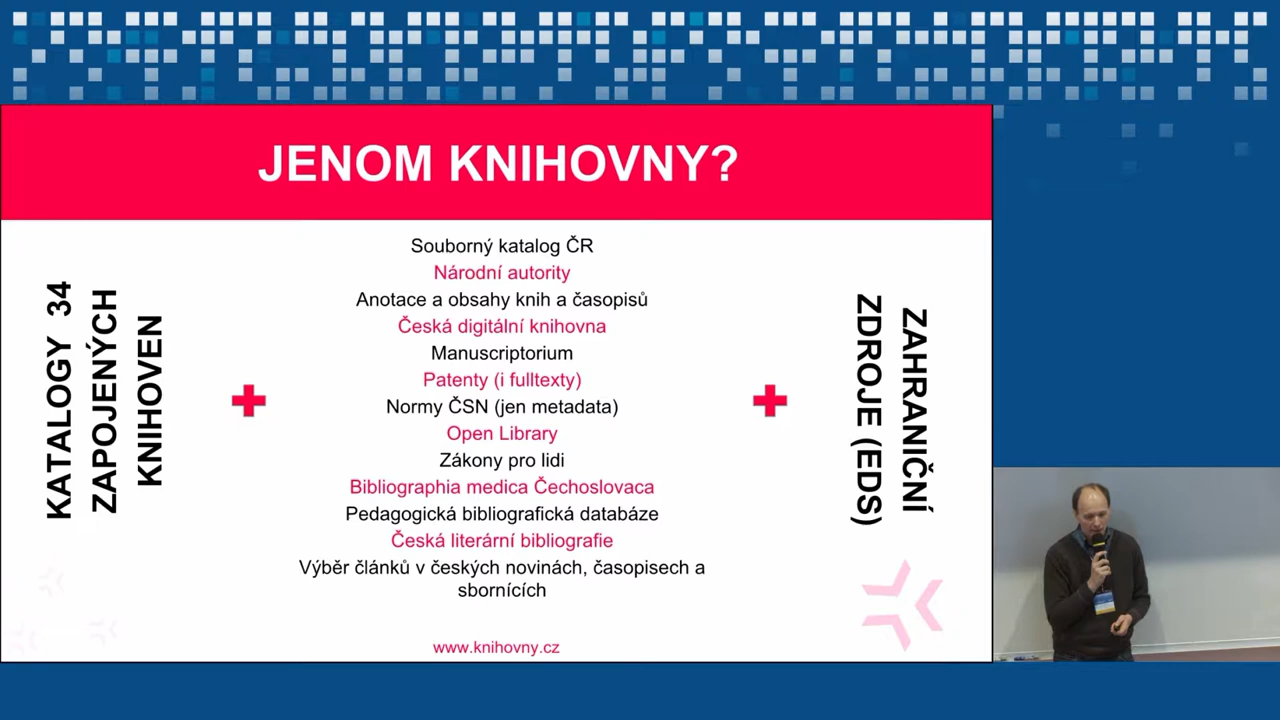 JENOM KNIHOVNY?
KATALOGY 34
ZAPOJENÝCH
KNIHOVEN
Souborný katalog ČR
Národní autority
Anotace a obsahy knih a časopisů
Česká digitální knihovna
Manuscriptorium
Patenty (i fulltexty)
Normy ČSN (jen metadata)
Open Library
Zákony pro lidi
Bibliographia medica Čechoslovaca
Pedagogická bibliografická databáze
Česká literární bibliografie
Výběr článků v českých novinách, časopisech a
sbornících
ZAHRANIČNÍ
ZDROJE (EDS)
www.knihovny.cz